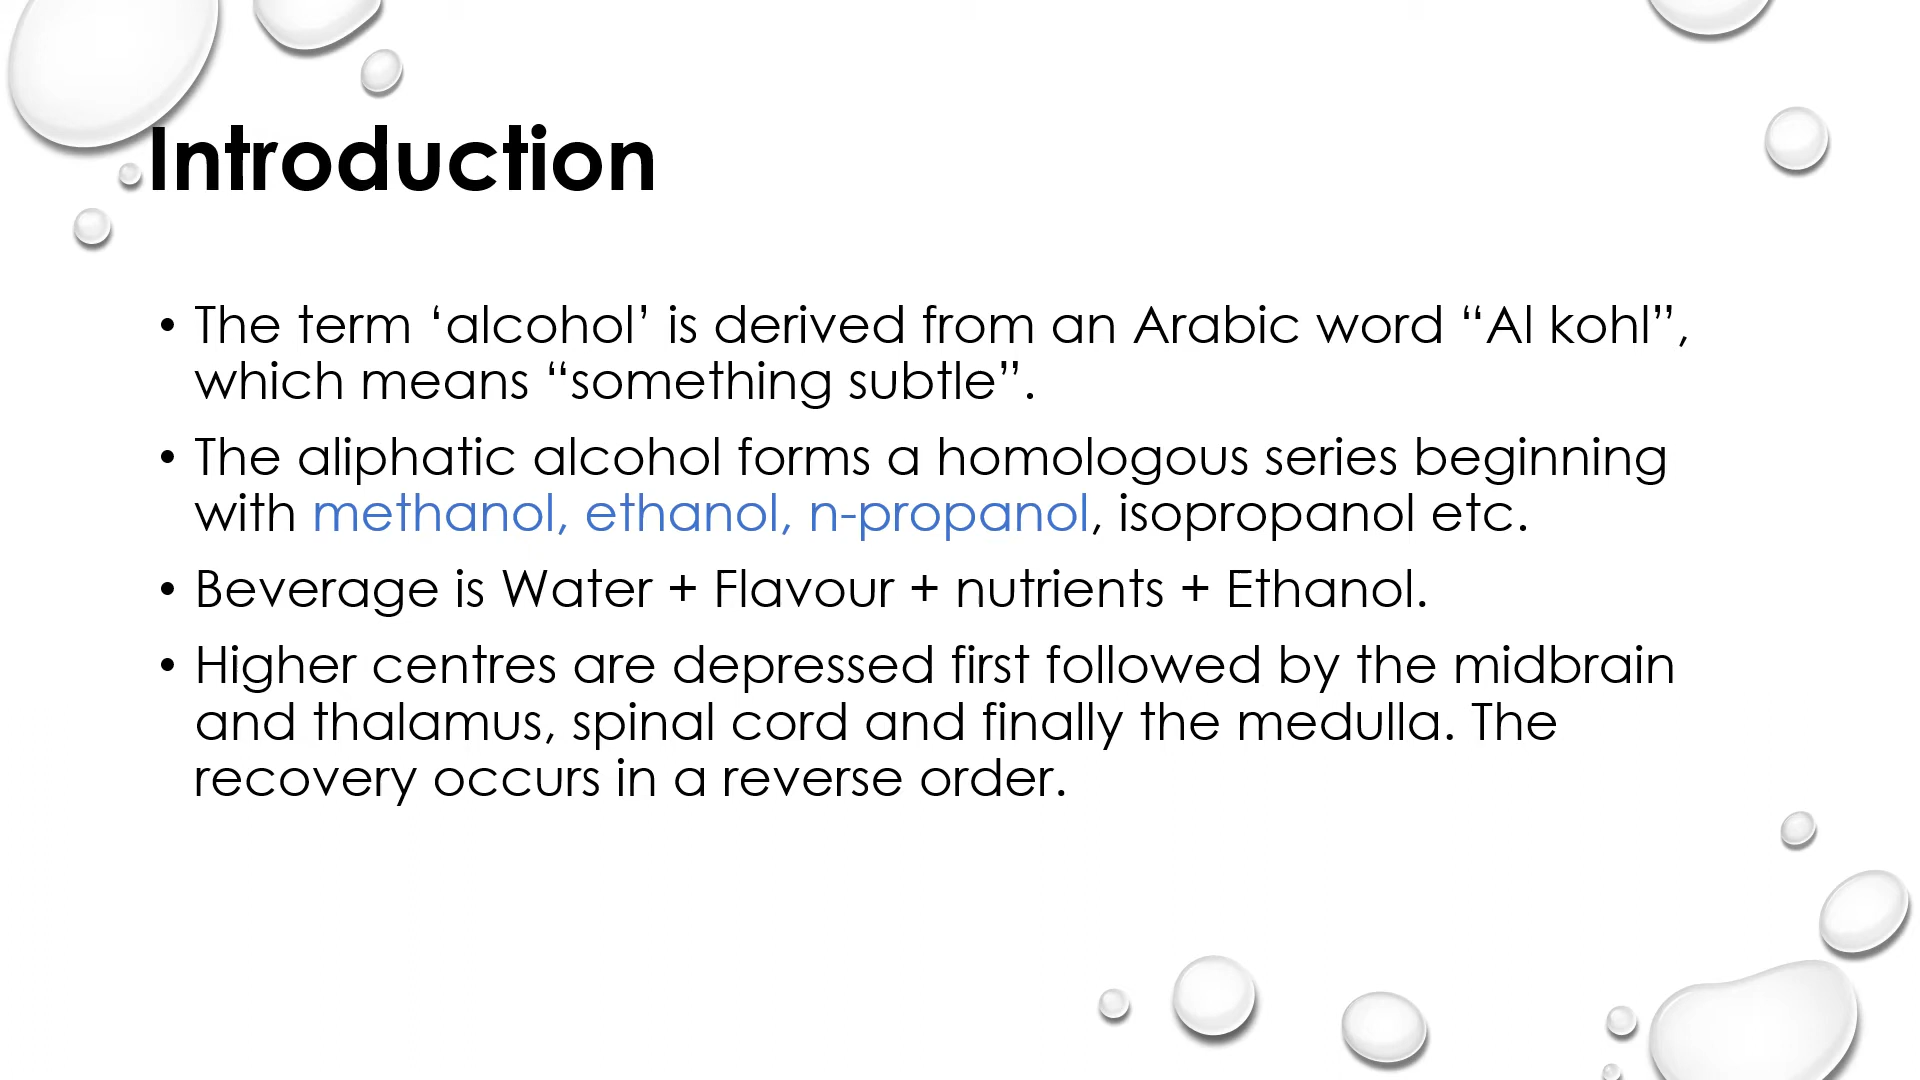 Introduction
• The term ‘alcohol’ is derived from an Arabic word “Al kohl”,
which means “something subtle”.
• The aliphatic alcohol forms a homologous series beginning
with methanol, ethanol, n-propanol, isopropanol etc.
• Beverage is Water + Flavour + nutrients + Ethanol.
• Higher centres are depressed first followed by the midbrain
and thalamus, spinal cord and finally the medulla. The
recovery occurs in a reverse order.